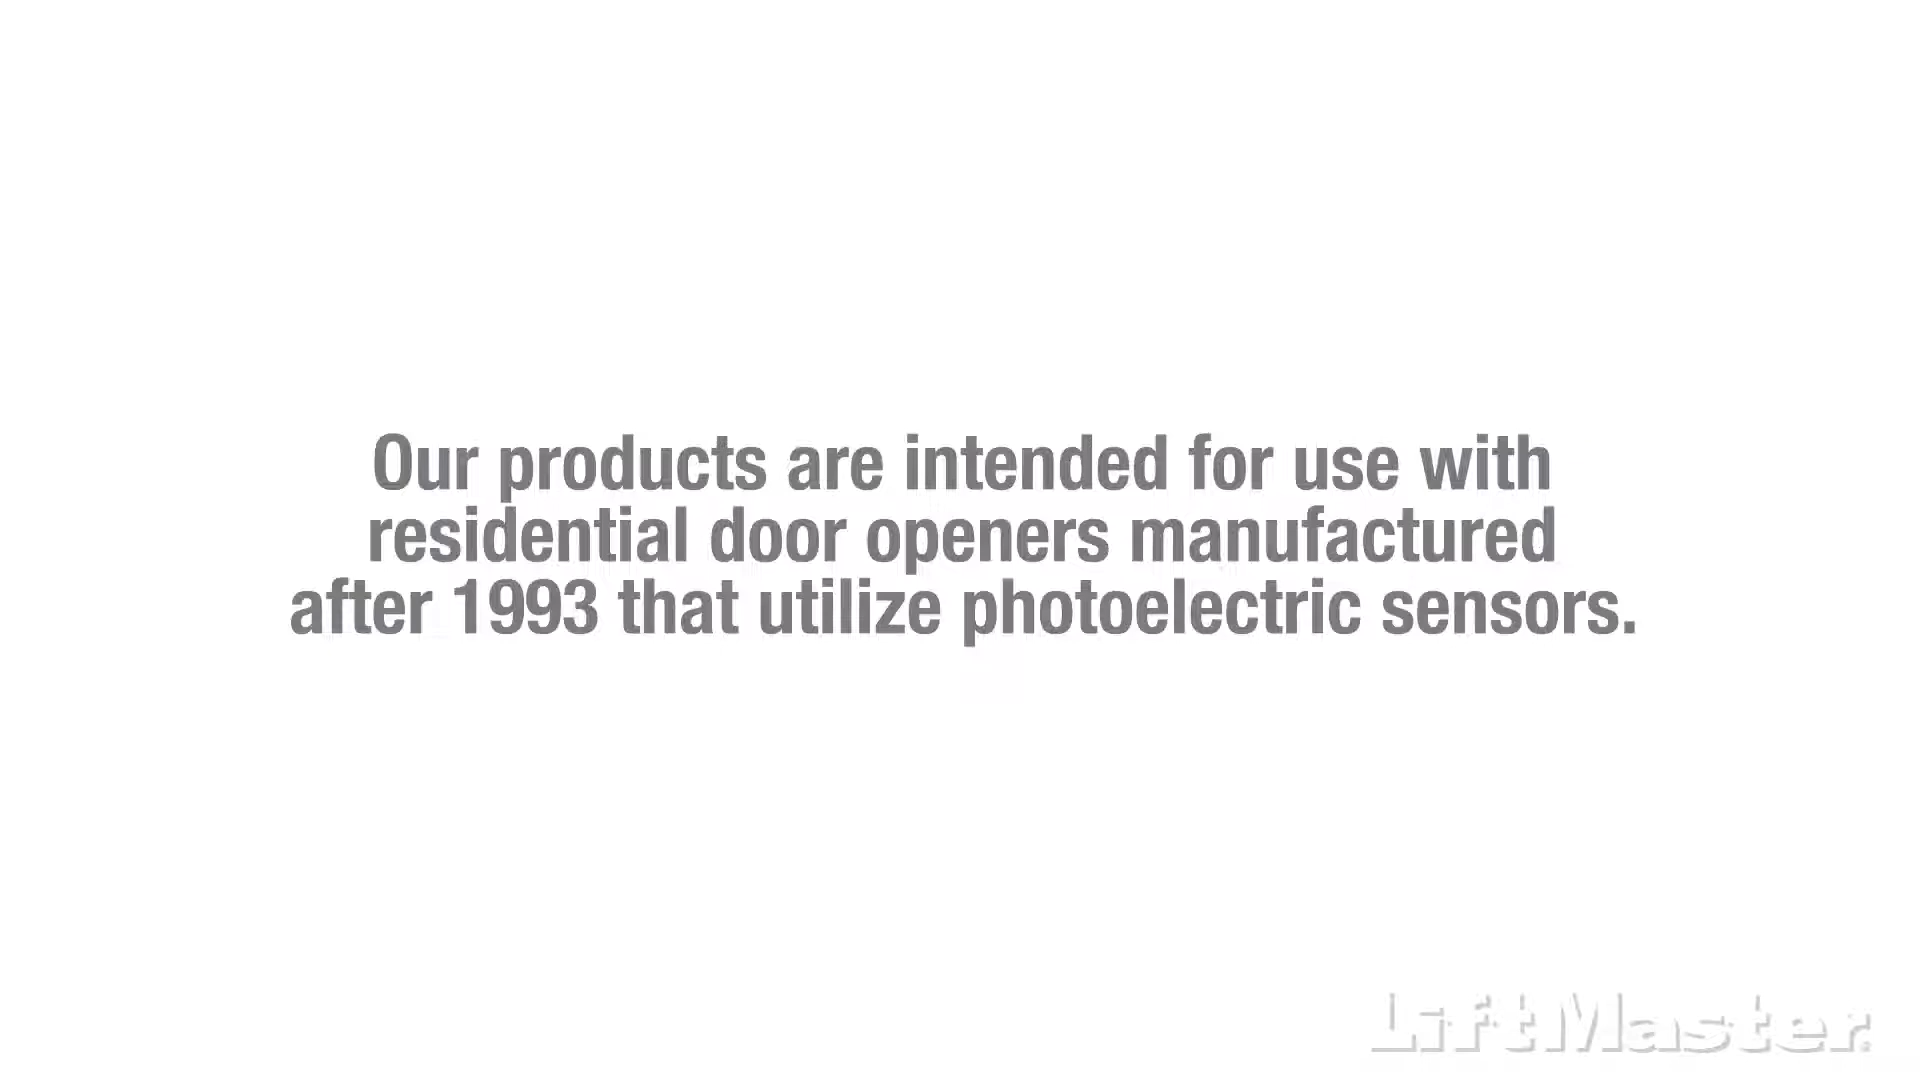 Our products are intended for use with
residential door openers manufactured
after 1993 that utilize photoelectric sensors.
LiftMaster®